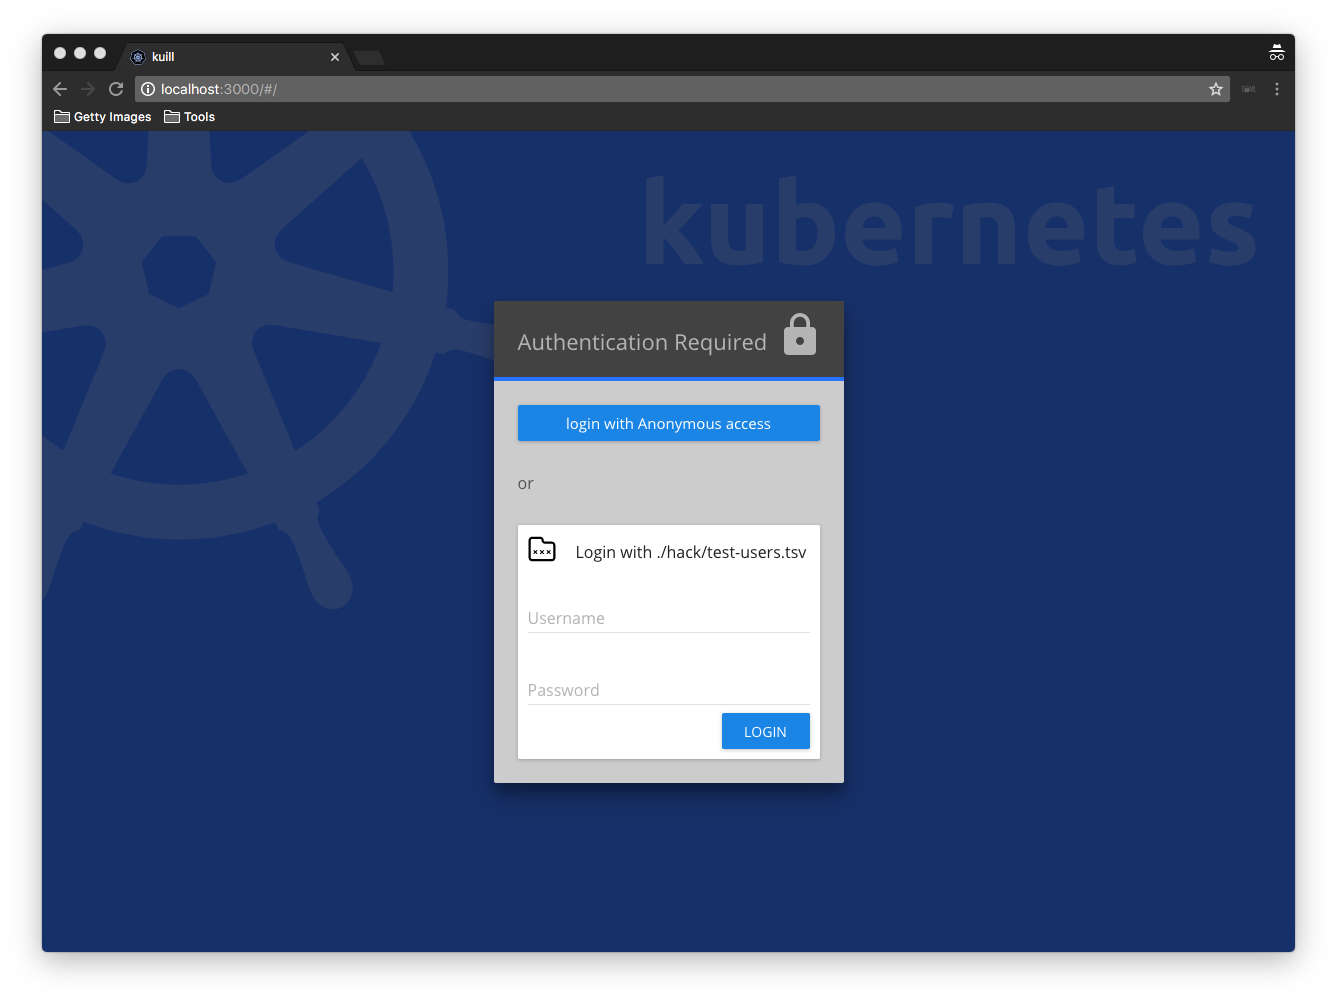 kuill
localhost:3000/#/
Getty Images Tools
kubernetes
Authentication Required
login with Anonymous access
or
Login with ./hack/test-users.tsv
Username
Password
LOGIN